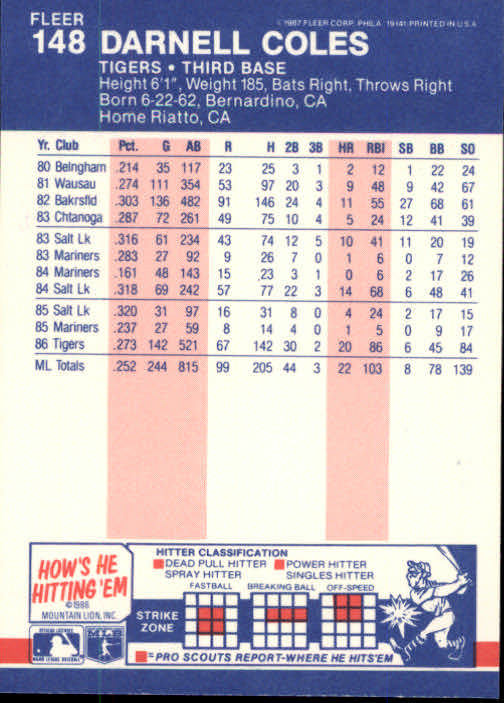 FLEER
©1987 FLEER CORP. PHILA. 19141 PRINTED IN U.S.A.
148 DARNELL COLES
TIGERS • THIRD BASE
Height 6'1", Weight 185, Bats Right, Throws Right
Born 6-22-62, Bernardino, CA
Home Riatto, CA
Yr. Club Pct. G AB R H 2B 3B HR RBI SB BB SO
80 Belngham .214 35 117 23 25 3 1 2 12 1 22 24
81 Wausau .274 111 354 53 97 20 3 9 48 9 42 67
82 Bakrsfld .303 136 482 91 146 24 4 11 55 27 68 61
83 Chtanoga .287 72 261 49 75 10 4 5 24 12 41 39
83 Salt Lk .316 61 234 43 74 12 5 10 41 11 20 19
83 Mariners .283 27 92 9 26 7 0 1 6 0 7 12
84 Mariners .161 48 143 15 23 3 1 0 6 2 17 26
84 Salt Lk .318 69 242 57 77 22 3 14 68 6 48 41
85 Salt Lk .320 31 97 16 31 8 0 4 24 2 17 15
85 Mariners .237 27 59 8 14 4 0 1 5 0 9 17
86 Tigers .273 142 521 67 142 30 2 20 86 6 45 84
ML Totals .252 244 815 99 205 44 3 22 103 8 78 139
HOW'S HE
HITTING 'EM
©1986
MOUNTAIN LION, INC.
OFFICIAL LICENSEE
MAJOR LEAGUE BASEBALL
MLB
HITTER CLASSIFICATION
DEAD PULL HITTER POWER HITTER
SPRAY HITTER SINGLES HITTER
FASTBALL BREAKING BALL OFF-SPEED
STRIKE
ZONE
=PRO SCOUTS REPORT-WHERE HE HITS'EM